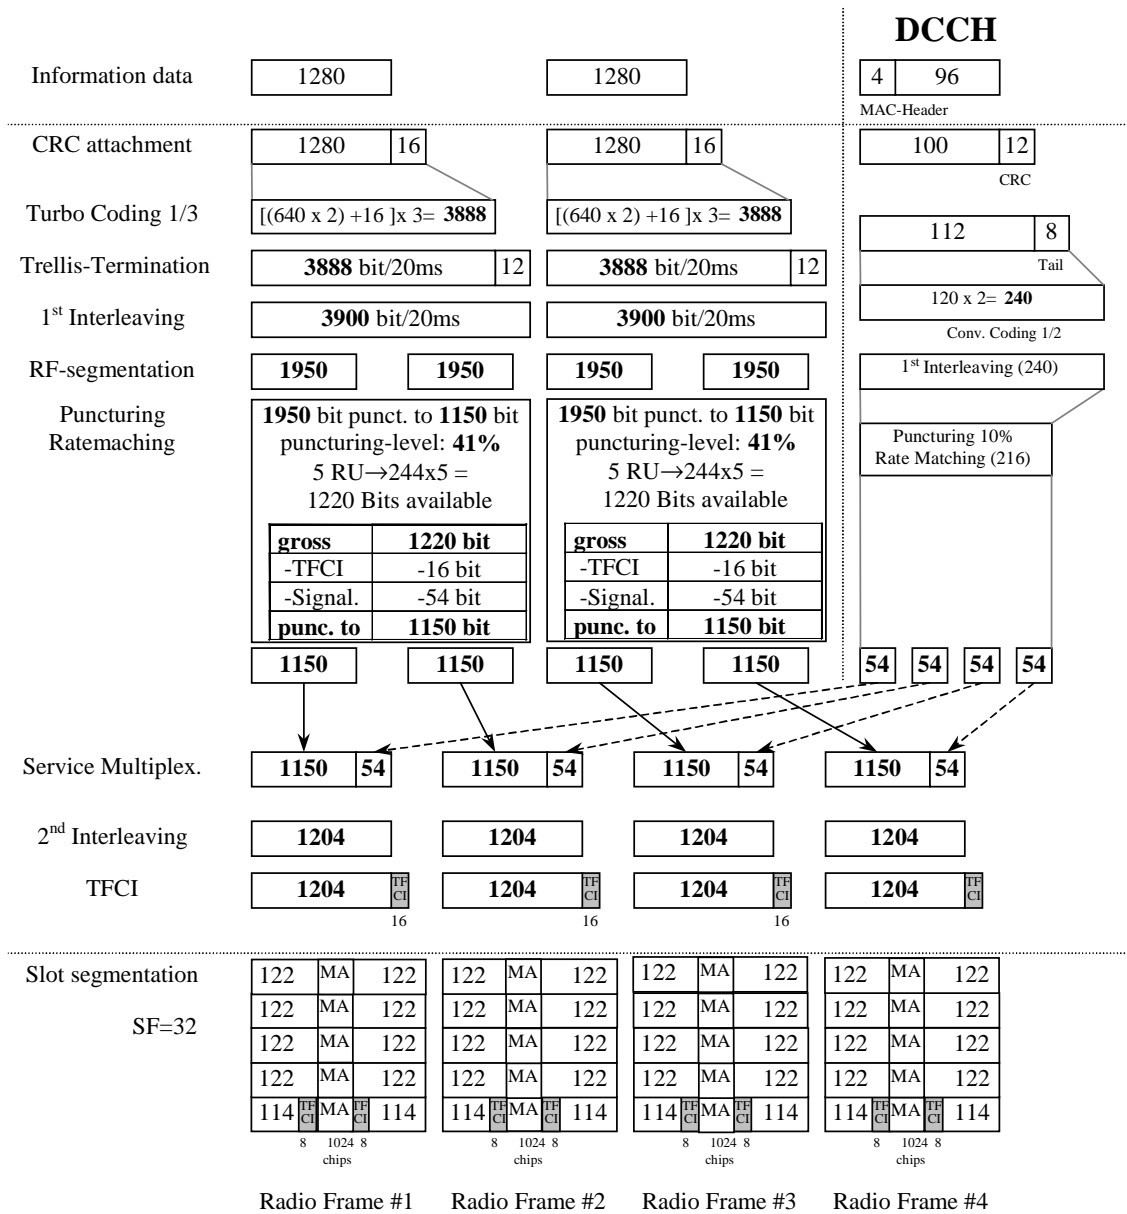 DCCH
Information data 1280 1280 4 96
MAC-Header
CRC attachment 1280 16 1280 16 100 12
CRC
Turbo Coding 1/3 [(640 x 2) +16 ]x 3= 3888 [(640 x 2) +16 ]x 3= 3888
112 8
Trellis-Termination 3888 bit/20ms 12 3888 bit/20ms 12
Tail
120 x 2= 240
1st Interleaving 3900 bit/20ms 3900 bit/20ms
Conv. Coding 1/2
RF-segmentation 1950 1950 1950 1950 1st Interleaving (240)
Puncturing
Ratemaching
1950 bit punct. to 1150 bit
puncturing-level: 41%
5 RU→244x5 =
1220 Bits available
gross 1220 bit
-TFCI -16 bit
-Signal. -54 bit
punc. to 1150 bit
1950 bit punct. to 1150 bit
puncturing-level: 41%
5 RU→244x5 =
1220 Bits available
gross 1220 bit
-TFCI -16 bit
-Signal. -54 bit
punc. to 1150 bit
Puncturing 10%
Rate Matching (216)
1150 1150 1150 1150 54 54 54 54
Service Multiplex. 1150 54 1150 54 1150 54 1150 54
2nd Interleaving 1204 1204 1204 1204
TFCI 1204 TF CI 1204 TF CI 1204 TF CI 1204 TF CI
16 16 16
Slot segmentation 122 MA 122 122 MA 122 122 MA 122 122 MA 122
SF=32 122 MA 122 122 MA 122 122 MA 122 122 MA 122
122 MA 122 122 MA 122 122 MA 122 122 MA 122
122 MA 122 122 MA 122 122 MA 122 122 MA 122
114 TF CI MA TF CI 114 114 TF CI MA TF CI 114 114 TF CI MA TF CI 114 114 TF CI MA TF CI 114
8 1024 8 8 1024 8 8 1024 8 8 1024 8
chips chips chips chips
Radio Frame #1 Radio Frame #2 Radio Frame #3 Radio Frame #4